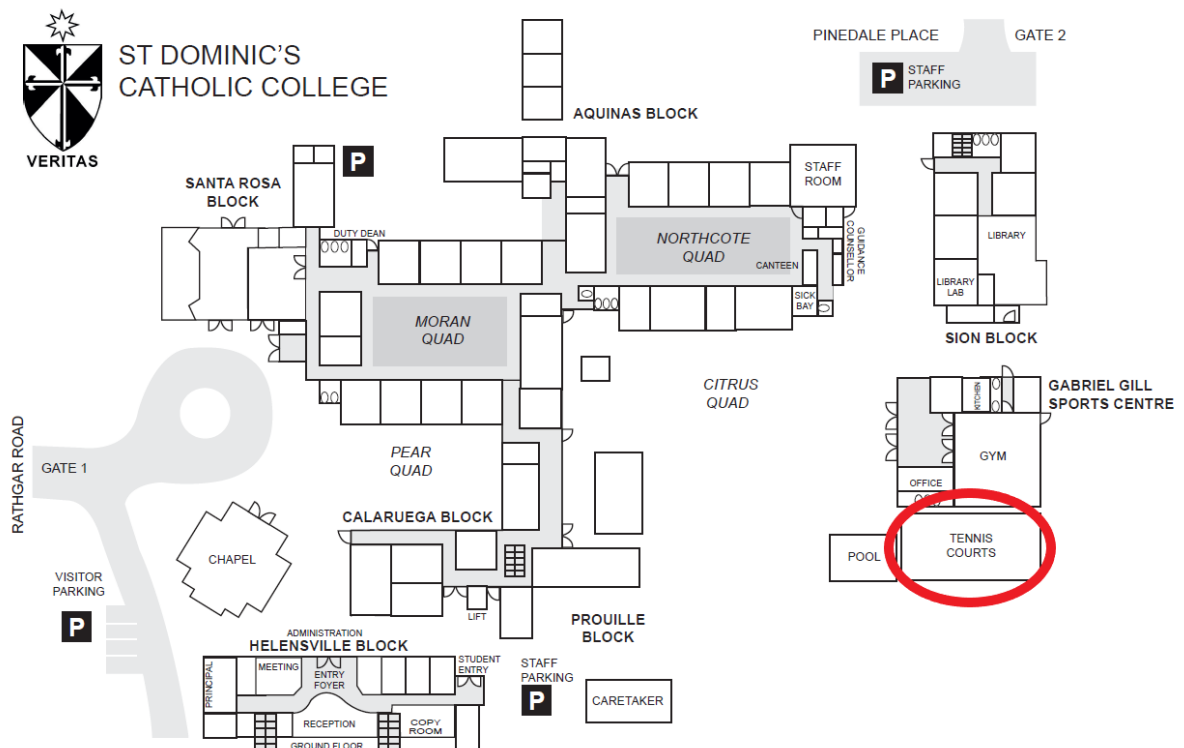 ST DOMINIC'S
CATHOLIC COLLEGE
VERITAS
PINEDALE PLACE
GATE 2
P
STAFF
PARKING
AQUINAS BLOCK
P
SANTA ROSA
BLOCK
STAFF
ROOM
DUTY DEAN
NORTHCOTE
QUAD
GUIDANCE
COUNSELLOR
CANTEEN
LIBRARY
LIBRARY
LAB
SICK
BAY
MORAN
QUAD
SION BLOCK
CITRUS
QUAD
KITCHEN
GABRIEL GILL
SPORTS CENTRE
GYM
OFFICE
RATHGAR ROAD
GATE 1
PEAR
QUAD
CALARUEGA BLOCK
TENNIS
COURTS
POOL
CHAPEL
VISITOR
PARKING
P
LIFT
PROUILLE
BLOCK
ADMINISTRATION
HELENSVILLE BLOCK
PRINCIPAL
MEETING
ENTRY
FOYER
STUDENT
ENTRY
STAFF
PARKING
P
CARETAKER
RECEPTION
COPY
ROOM
GROUND FLOOR